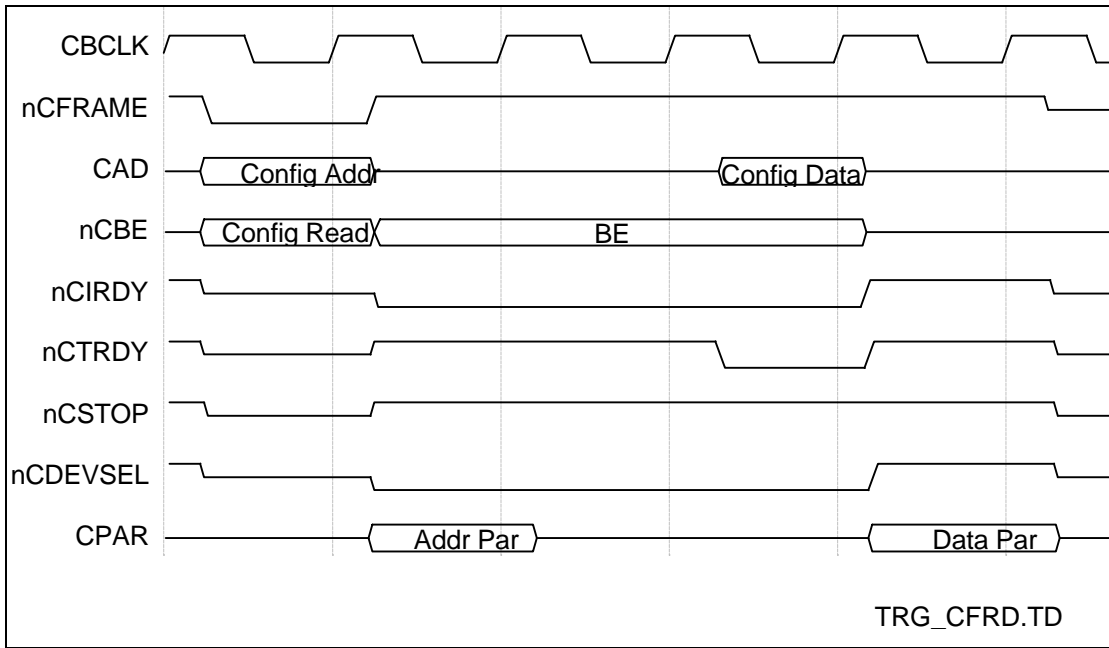 CBCLK
nCFRAME
CAD
Config Addr
Config Data
nCBE
Config Read
BE
nCIRDY
nCTRDY
nCSTOP
nCDEVSEL
CPAR
Addr Par
Data Par
TRG_CFRD.TD